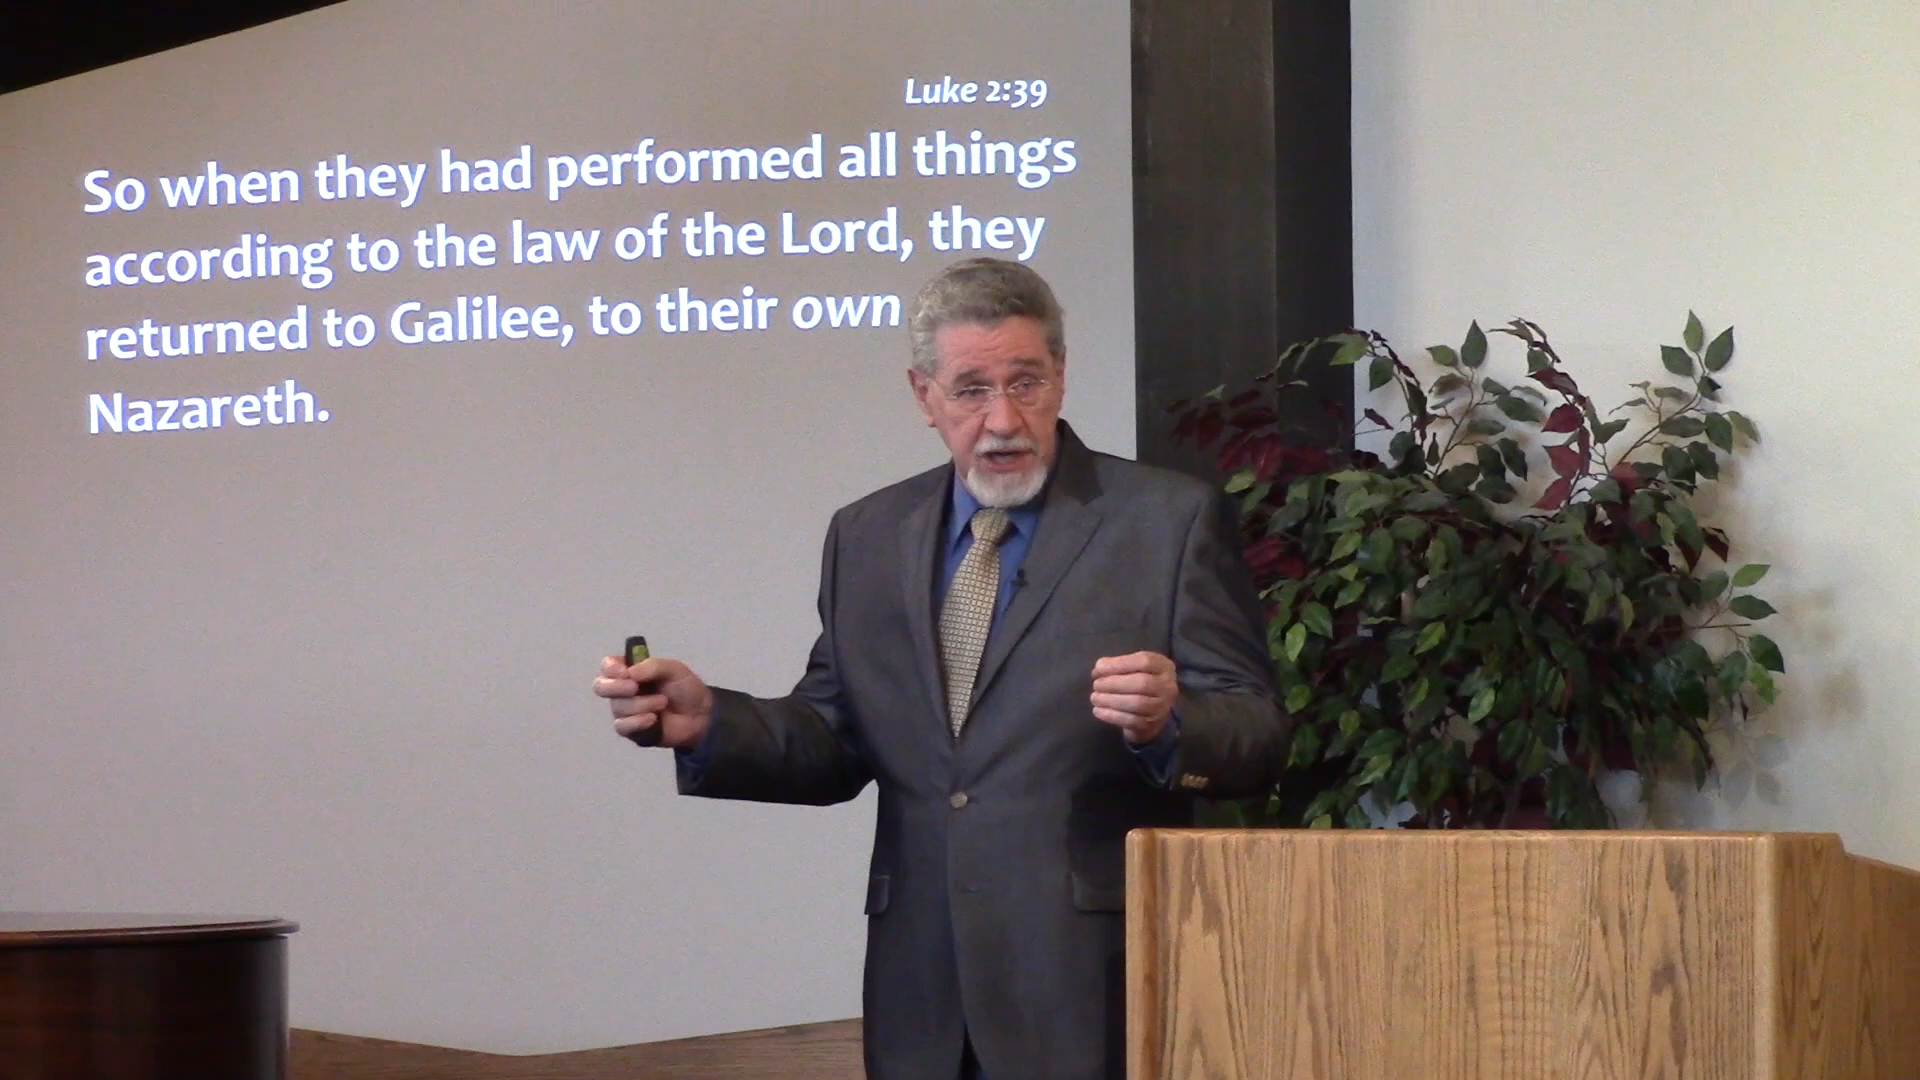 Luke 2:39
So when they had performed all things
according to the law of the Lord, they
returned to Galilee, to their own
Nazareth.